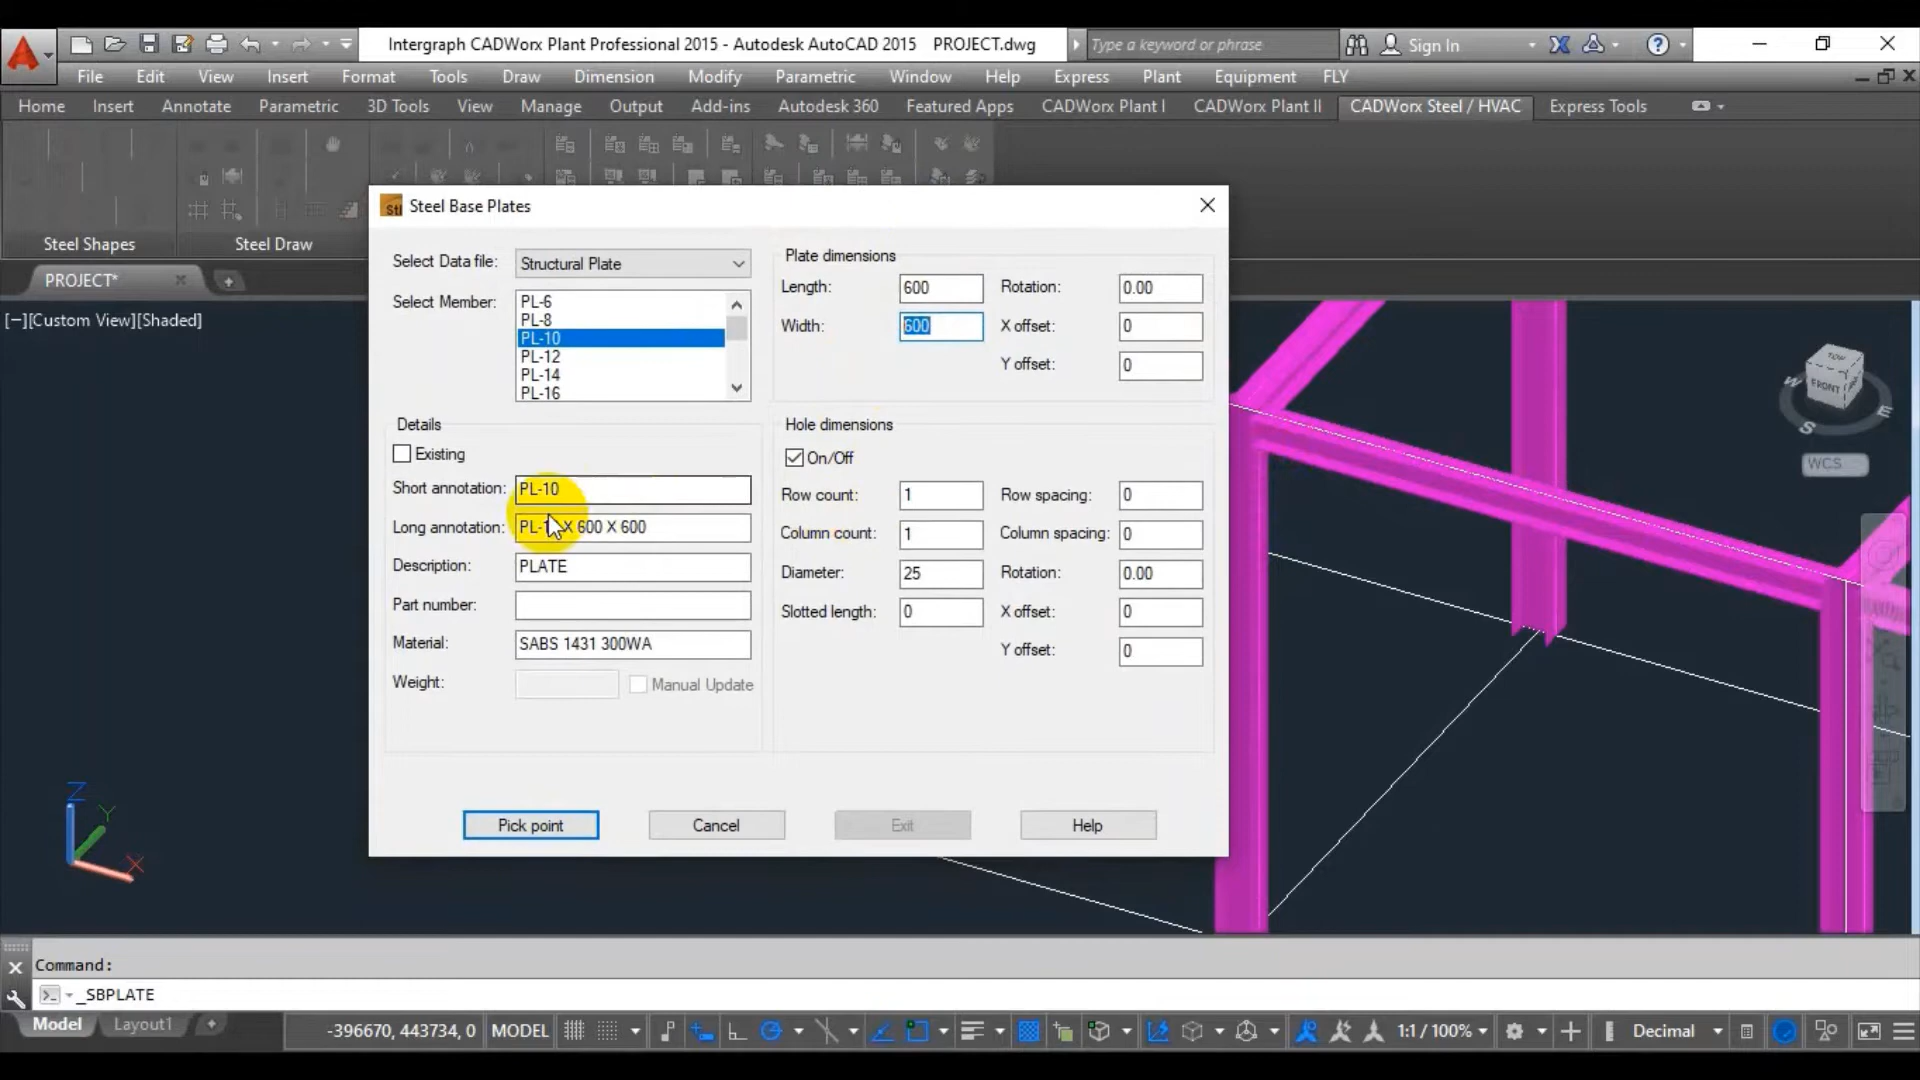 Intergraph CADWorx Plant Professional 2015 - Autodesk AutoCAD 2015 PROJECT.dwg
Type a keyword or phrase
Sign In
File Edit View Insert Format Tools Draw Dimension Modify Parametric Window Help Express Plant Equipment FLY
Home Insert Annotate Parametric 3D Tools View Manage Output Add-ins Autodesk 360 Featured Apps CADWorx Plant I CADWorx Plant II CADWorx Steel / HVAC Express Tools
Steel Shapes
Steel Draw
PROJECT*
[−][Custom View][Shaded]
Stl
Steel Base Plates
Select Data file: Structural Plate
Select Member:
PL-6
PL-8
PL-10
PL-12
PL-14
PL-16
Plate dimensions
Length: 600
Rotation: 0.00
Width: 600
X offset: 0
Y offset: 0
Details
Existing
Short annotation: PL-10
Long annotation: X 600 X 600
Description: PLATE
Part number:
Material: SABS 1431 300WA
Weight:
Manual Update
Hole dimensions
On/Off
Row count: 1
Row spacing: 0
Column count: 1
Column spacing: 0
Diameter: 25
Rotation: 0.00
Slotted length: 0
X offset: 0
Y offset: 0
Pick point
Cancel
Exit
Help
TOP
FRONT
W
S
E
WCS
Z
Y
X
Command:
_SBPLATE
Model
Layout1
-396670, 443734, 0
MODEL
1:1 / 100%
Decimal